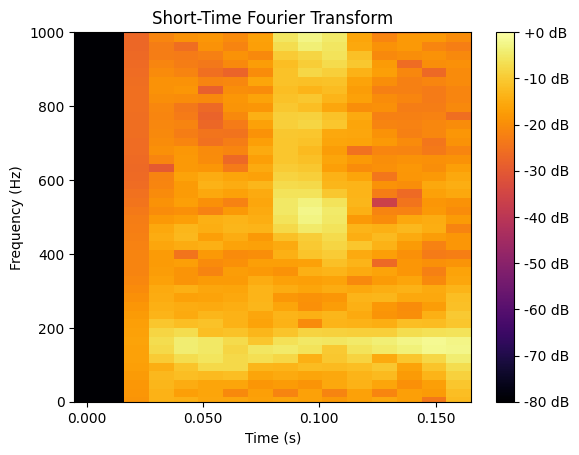 Short-Time Fourier Transform
Frequency (Hz)
1000
800
600
400
200
0
0.000
0.050
0.100
0.150
Time (s)
+0 dB
-10 dB
-20 dB
-30 dB
-40 dB
-50 dB
-60 dB
-70 dB
-80 dB